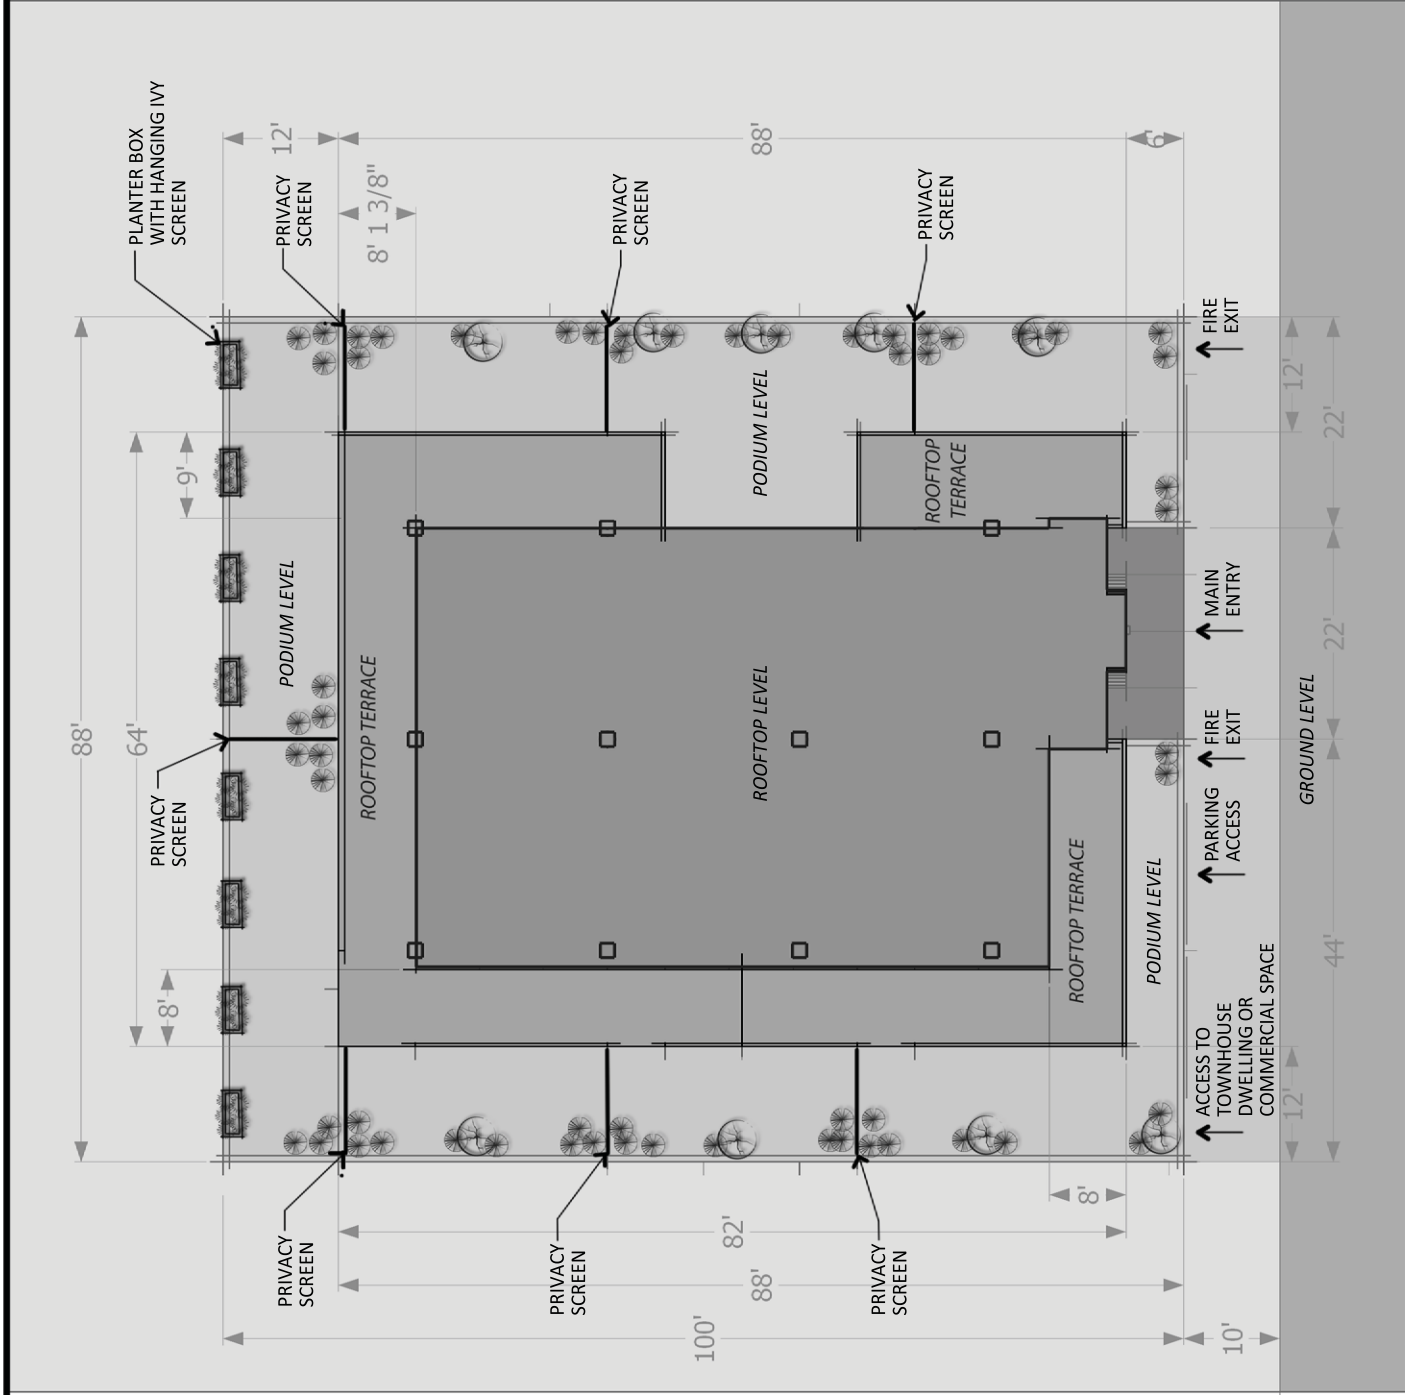 PLANTER BOX
WITH HANGING IVY
SCREEN
PRIVACY
SCREEN
PRIVACY
SCREEN
PRIVACY
SCREEN
12'
88'
6'
8' 1 3/8"
88'
64'
9'
8'
PRIVACY
SCREEN
PODIUM LEVEL
ROOFTOP TERRACE
PODIUM LEVEL
ROOFTOP
TERRACE
ROOFTOP LEVEL
ROOFTOP TERRACE
PODIUM LEVEL
FIRE
EXIT
MAIN
ENTRY
FIRE
EXIT
PARKING
ACCESS
ACCESS TO
TOWNHOUSE
DWELLING OR
COMMERCIAL SPACE
GROUND LEVEL
12'
22'
22'
44'
12'
PRIVACY
SCREEN
PRIVACY
SCREEN
PRIVACY
SCREEN
8'
82'
88'
100'
10'